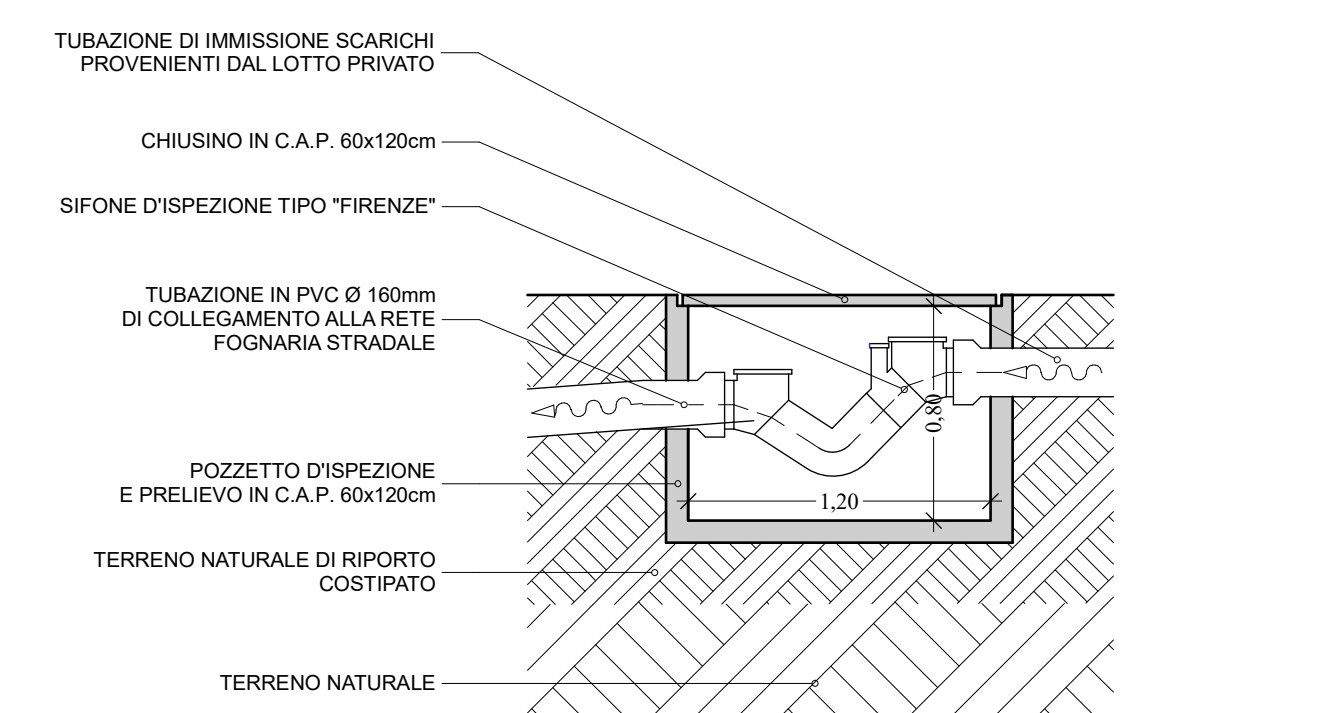 TUBAZIONE DI IMMISSIONE SCARICHI
PROVENIENTI DAL LOTTO PRIVATO
CHIUSINO IN C.A.P. 60x120cm
SIFONE D'ISPEZIONE TIPO "FIRENZE"
TUBAZIONE IN PVC Ø 160mm
DI COLLEGAMENTO ALLA RETE
FOGNARIA STRADALE
POZZETTO D'ISPEZIONE
E PRELIEVO IN C.A.P. 60x120cm
TERRENO NATURALE DI RIPORTO
COSTIPATO
TERRENO NATURALE
0,80
1,20